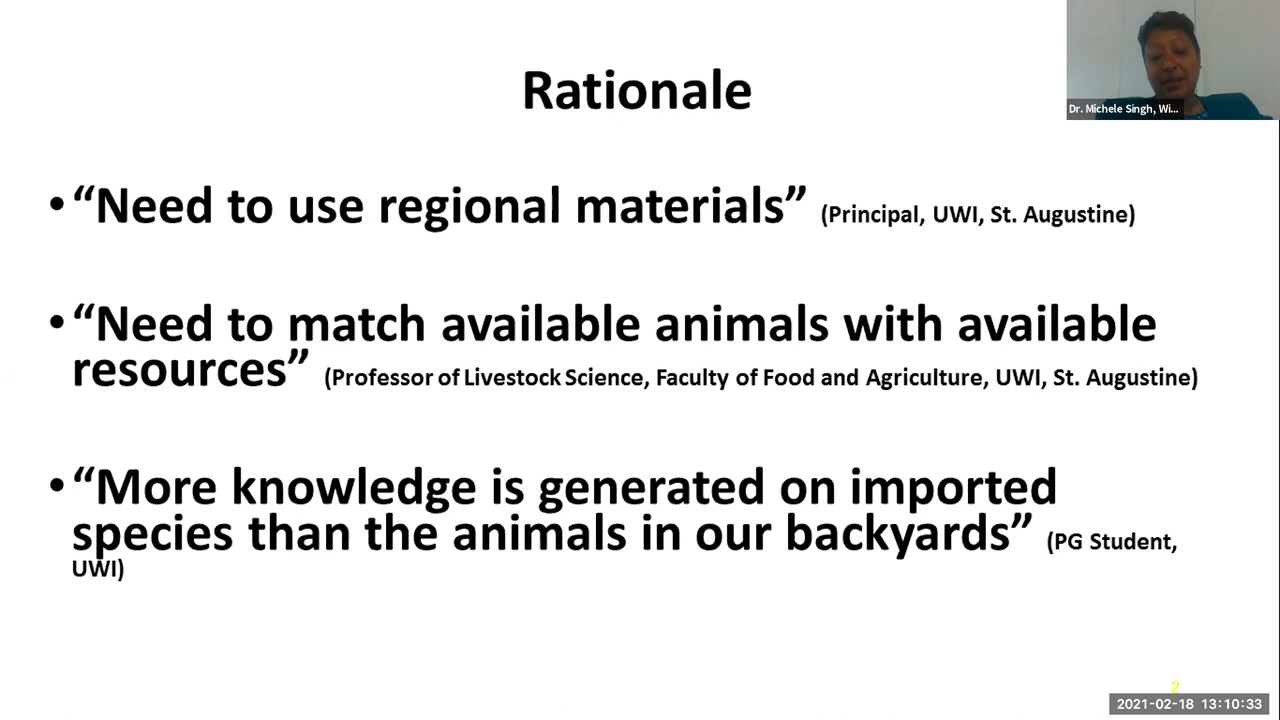 Rationale
Dr. Michele Singh, Wi...
•“Need to use regional materials” (Principal, UWI, St. Augustine)
•“Need to match available animals with available
resources” (Professor of Livestock Science, Faculty of Food and Agriculture, UWI, St. Augustine)
•“More knowledge is generated on imported
species than the animals in our backyards” (PG Student,
UWI)
2
2021-02-18 13:10:33